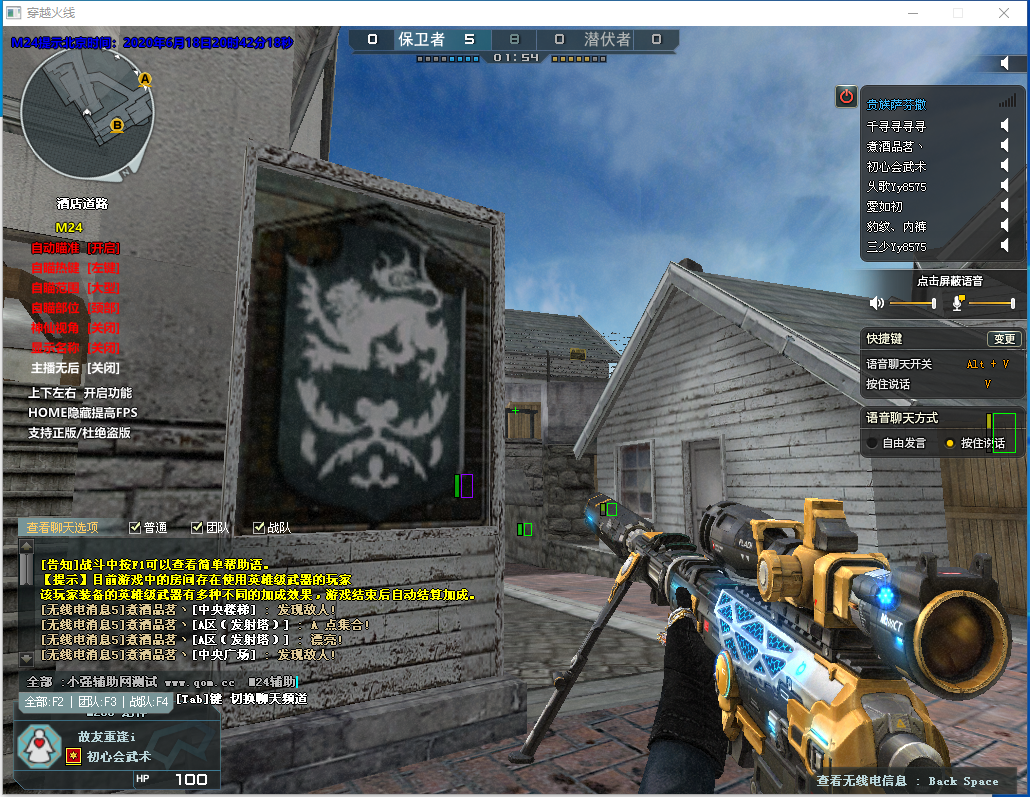 穿越火线
M24提示北京时间：2020年6月18日20时42分18秒
0 保卫者 5 8 0 潜伏者 0
01:54
A
B
N
酒店道路
M24
自动瞄准 [开启]
自瞄热键 [左键]
自瞄范围 [大型]
自瞄部位 [颈部]
神仙视角 [关闭]
显示名称 [关闭]
主播无后 [关闭]
上下左右 开启功能
HOME隐藏提高FPS
支持正版/杜绝盗版
贵族萨芬撒
千寻寻寻寻
煮酒品茗丶
初心会武术
头歌Yy8575
爱如初
豹纹、内裤
三少Yy8575
点击屏蔽语音
快捷键 变更
语音聊天开关 Alt + V
按住说话 V
语音聊天方式
自由发言 按住说话
查看聊天选项 普通 团队 战队
[告知]战斗中按F1可以查看简单帮助语。
【提示】目前游戏中的房间存在使用英雄级武器的玩家
该玩家装备的英雄级武器有多种不同的加成效果，游戏结束后自动结算加成。
[无线电消息5]煮酒品茗丶[中央楼梯] : 发现敌人!
[无线电消息5]煮酒品茗丶[A区（发射塔）] : A 点集合!
[无线电消息5]煮酒品茗丶[A区（发射塔）] : 漂亮!
[无线电消息5]煮酒品茗丶[中央广场] : 发现敌人!
全部 :小强辅助网测试 www.qom.cc M24辅助
全部:F2 | 团队:F3 | 战队:F4 [Tab]键 切换聊天频道
故友重逢i
初心会武术
HP 100
查看无线电信息 : Back Space